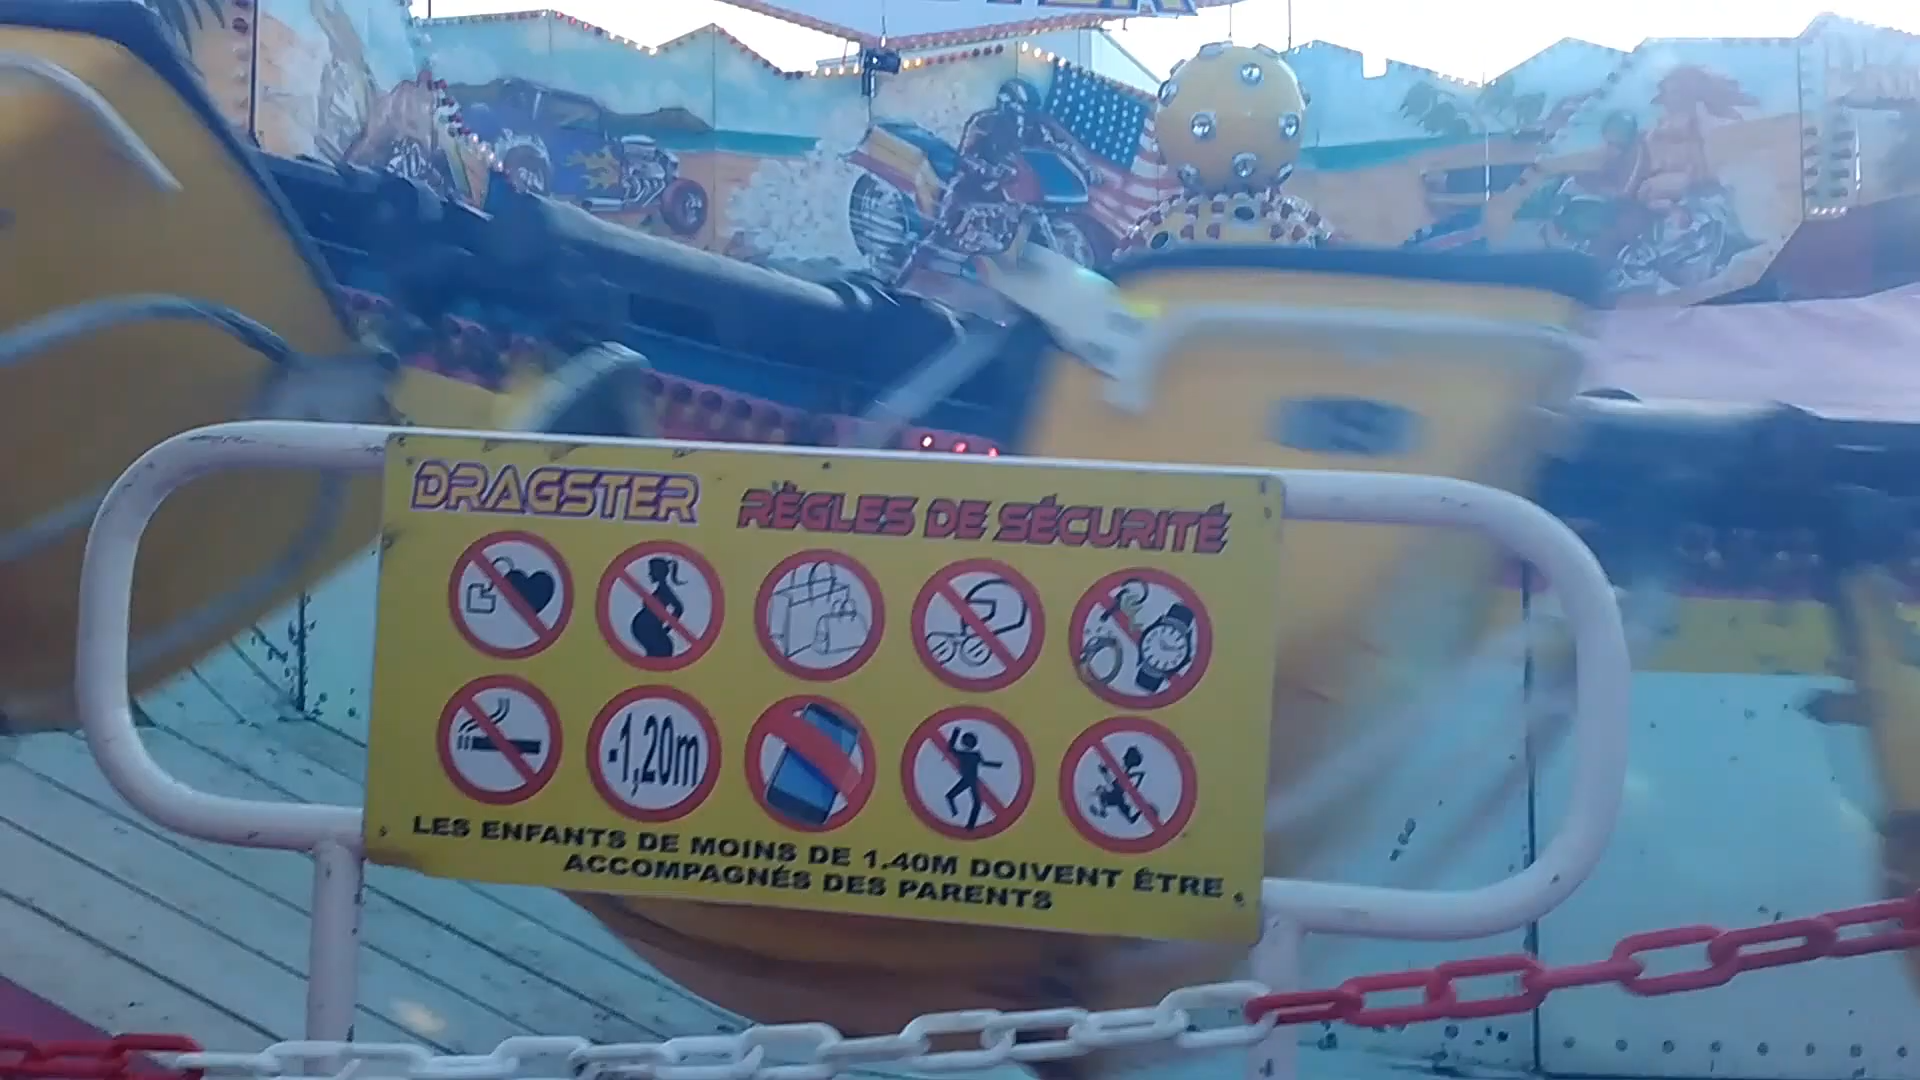 DRAGSTER RÈGLES DE SÉCURITÉ
-1,20m
LES ENFANTS DE MOINS DE 1.40M DOIVENT ÊTRE
ACCOMPAGNÉS DES PARENTS